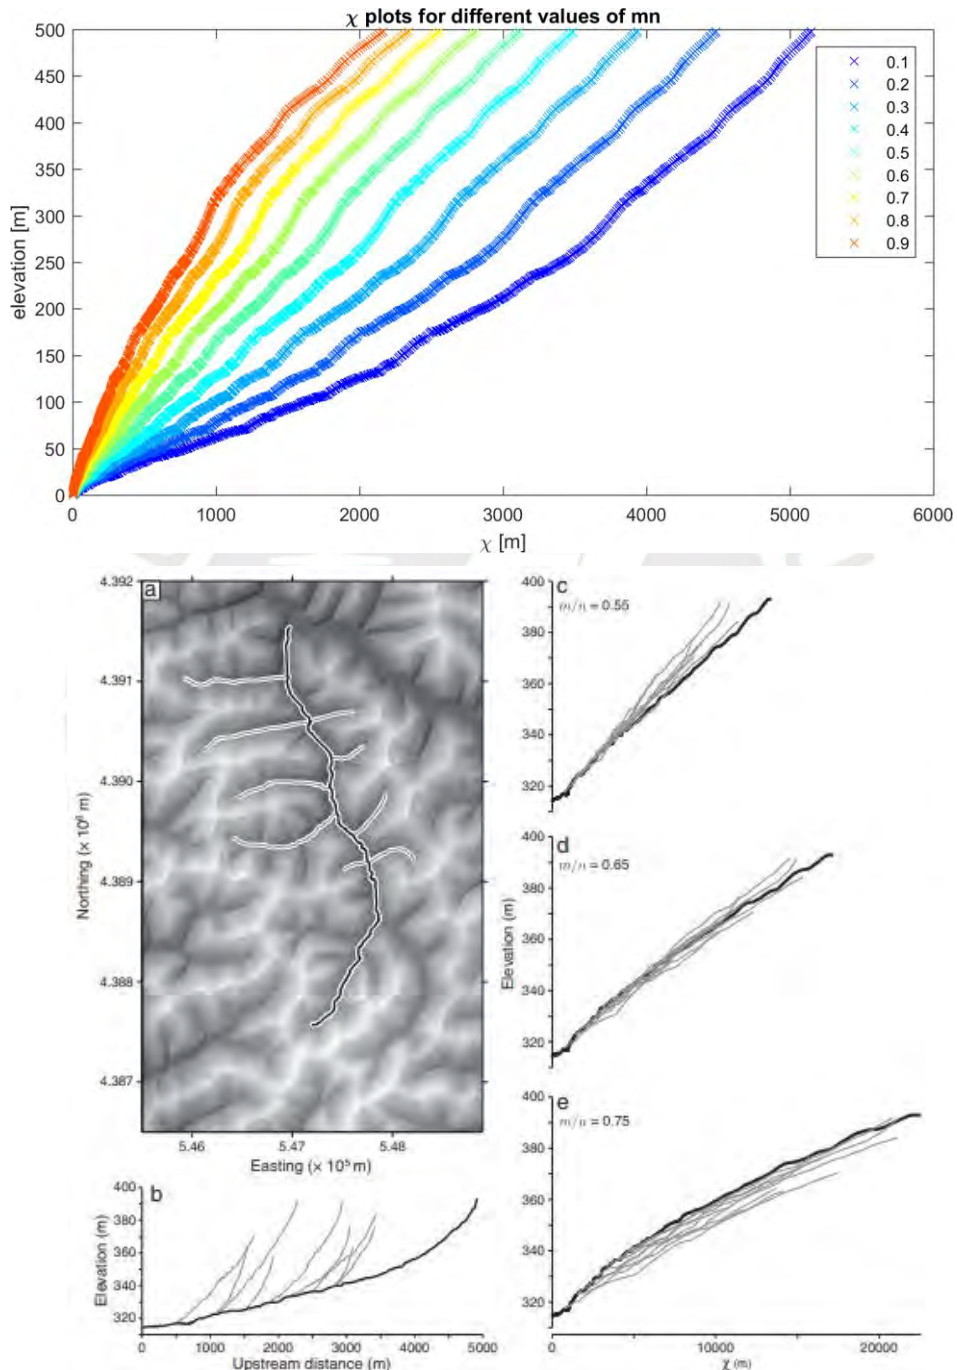 χ plots for different values of mn
elevation [m]
500
450
400
350
300
250
200
150
100
50
0
0 1000 2000 3000 4000 5000 6000
χ [m]
0.1
0.2
0.3
0.4
0.5
0.6
0.7
0.8
0.9
a
Northing (× 10⁶ m)
4.392
4.391
4.390
4.389
4.388
4.387
5.46 5.47 5.48
Easting (× 10⁵ m)
b
Elevation (m)
400
380
360
340
320
0 1000 2000 3000 4000 5000
Upstream distance (m)
c
m/n = 0.55
400
380
360
340
320
d
m/n = 0.65
Elevation (m)
400
380
360
340
320
e
m/n = 0.75
400
380
360
340
320
0 10000 20000
χ (m)